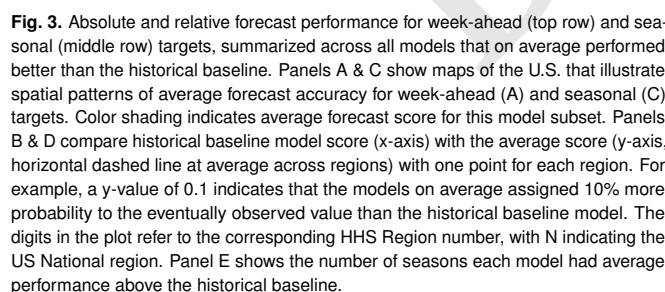 Fig. 3. Absolute and relative forecast performance for week-ahead (top row) and sea-
sonal (middle row) targets, summarized across all models that on average performed
better than the historical baseline. Panels A & C show maps of the U.S. that illustrate
spatial patterns of average forecast accuracy for week-ahead (A) and seasonal (C)
targets. Color shading indicates average forecast score for this model subset. Panels
B & D compare historical baseline model score (x-axis) with the average score (y-axis,
horizontal dashed line at average across regions) with one point for each region. For
example, a y-value of 0.1 indicates that the models on average assigned 10% more
probability to the eventually observed value than the historical baseline model. The
digits in the plot refer to the corresponding HHS Region number, with N indicating the
US National region. Panel E shows the number of seasons each model had average
performance above the historical baseline.